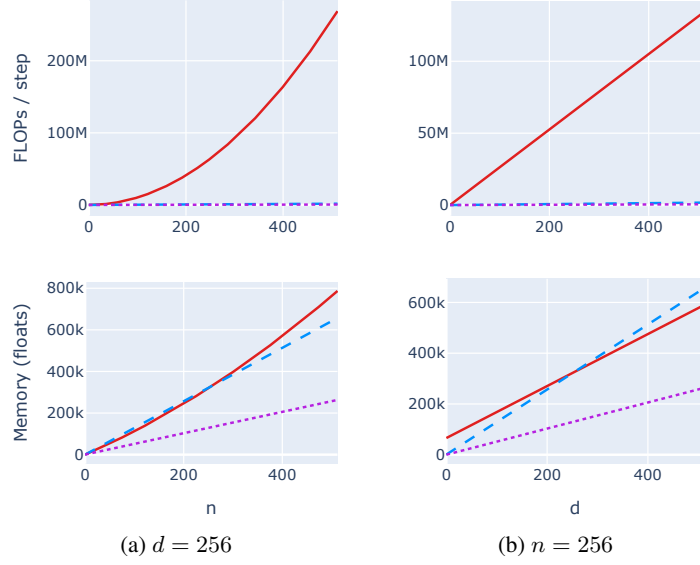 FLOPs / step
200M
100M
0
0
200
400
100M
50M
0
0
200
400
Memory (floats)
800k
600k
400k
200k
0
0
200
400
n
600k
400k
200k
0
0
200
400
d
(a) d = 256
(b) n = 256